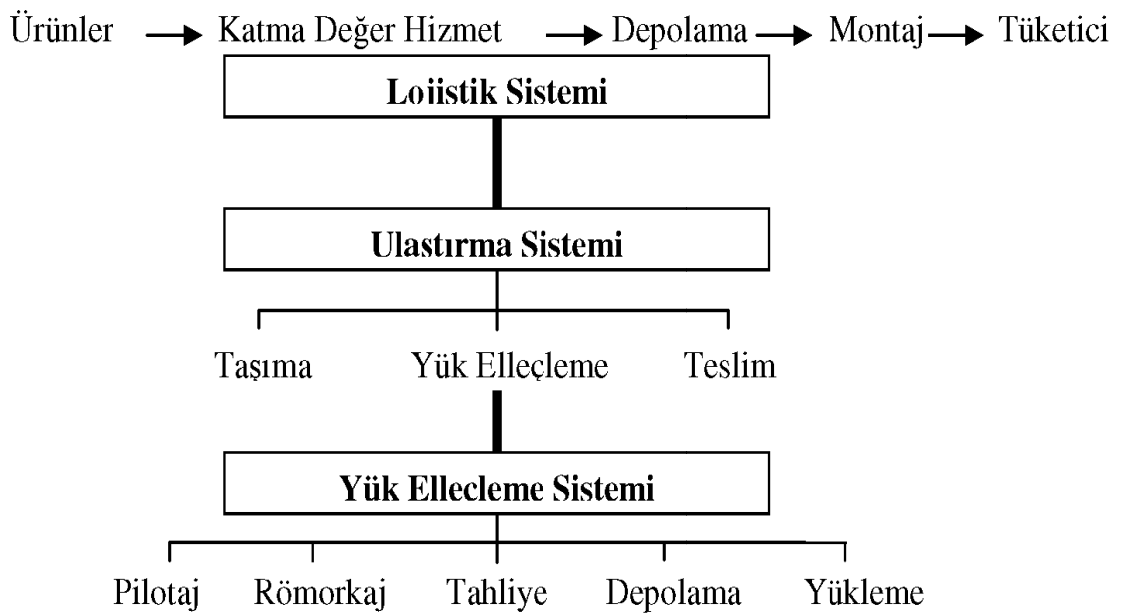 Ürünler → Katma Değer Hizmet → Depolama → Montaj → Tüketici
Lojistik Sistemi
Ulastırma Sistemi
Taşıma Yük Elleçleme Teslim
Yük Ellecleme Sistemi
Pilotaj Römorkaj Tahliye Depolama Yükleme